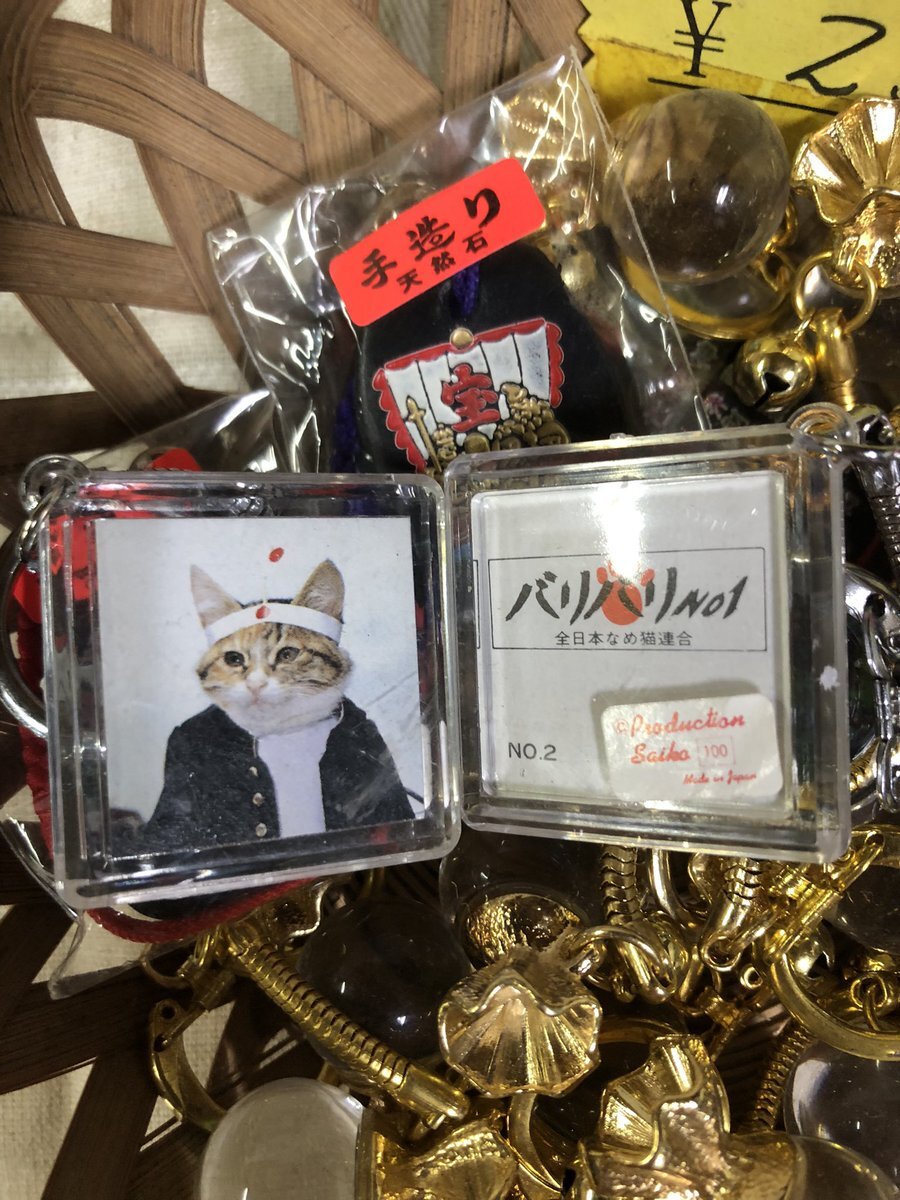 ¥ 2
手造り
天然石
宝
バリバリNO1
全日本なめ猫連合
NO.2
©Production
Saiko 100
Made in Japan